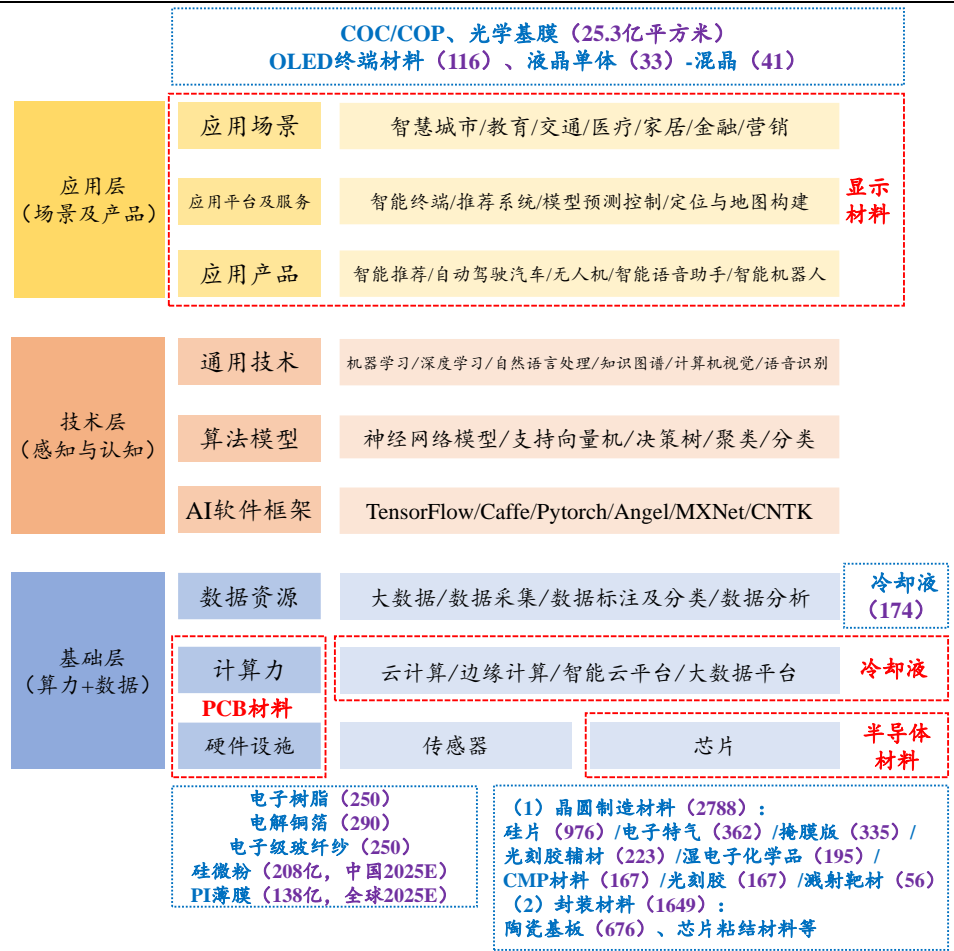 COC/COP、光学基膜（25.3亿平方米）
OLED终端材料（116）、液晶单体（33）-混晶（41）
应用层
（场景及产品）
应用场景
智慧城市/教育/交通/医疗/家居/金融/营销
应用平台及服务
智能终端/推荐系统/模型预测控制/定位与地图构建
应用产品
智能推荐/自动驾驶汽车/无人机/智能语音助手/智能机器人
显示
材料
技术层
（感知与认知）
通用技术
机器学习/深度学习/自然语言处理/知识图谱/计算机视觉/语音识别
算法模型
神经网络模型/支持向量机/决策树/聚类/分类
AI软件框架
TensorFlow/Caffe/Pytorch/Angel/MXNet/CNTK
基础层
（算力+数据）
数据资源
大数据/数据采集/数据标注及分类/数据分析
冷却液
（174）
计算力
云计算/边缘计算/智能云平台/大数据平台
冷却液
PCB材料
硬件设施
传感器
芯片
半导体
材料
电子树脂（250）
电解铜箔（290）
电子级玻纤纱（250）
硅微粉（208亿，中国2025E）
PI薄膜（138亿，全球2025E）
（1）晶圆制造材料（2788）：
硅片（976）/电子特气（362）/掩膜版（335）/
光刻胶辅材（223）/湿电子化学品（195）/
CMP材料（167）/光刻胶（167）/溅射靶材（56）
（2）封装材料（1649）：
陶瓷基板（676）、芯片粘结材料等